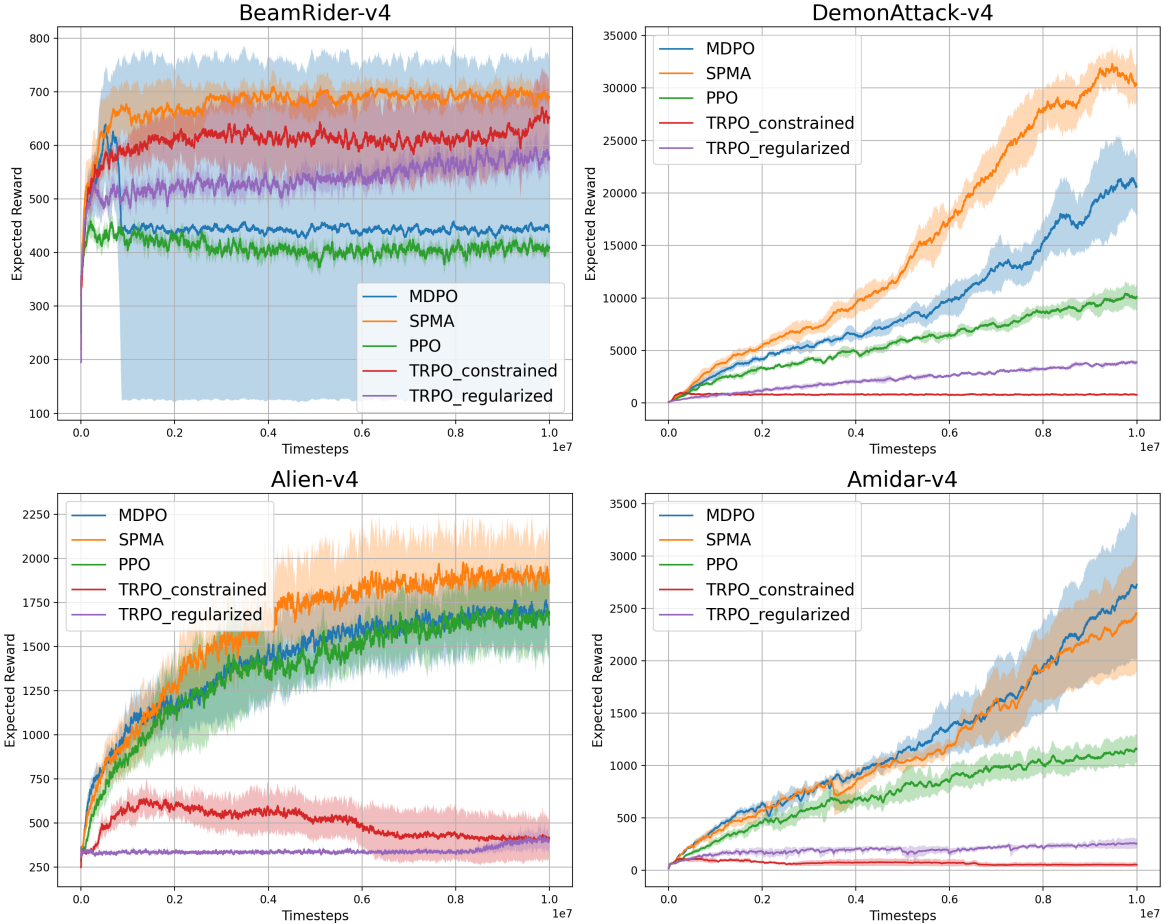 BeamRider-v4
800
700
600
500
400
300
200
100
Expected Reward
MDPO
SPMA
PPO
TRPO_constrained
TRPO_regularized
0.0 0.2 0.4 0.6 0.8 1.0
1e7
Timesteps
DemonAttack-v4
35000
30000
25000
20000
15000
10000
5000
0
Expected Reward
MDPO
SPMA
PPO
TRPO_constrained
TRPO_regularized
0.0 0.2 0.4 0.6 0.8 1.0
1e7
Timesteps
Alien-v4
2250
2000
1750
1500
1250
1000
750
500
250
Expected Reward
MDPO
SPMA
PPO
TRPO_constrained
TRPO_regularized
0.0 0.2 0.4 0.6 0.8 1.0
1e7
Timesteps
Amidar-v4
3500
3000
2500
2000
1500
1000
500
0
Expected Reward
MDPO
SPMA
PPO
TRPO_constrained
TRPO_regularized
0.0 0.2 0.4 0.6 0.8 1.0
1e7
Timesteps